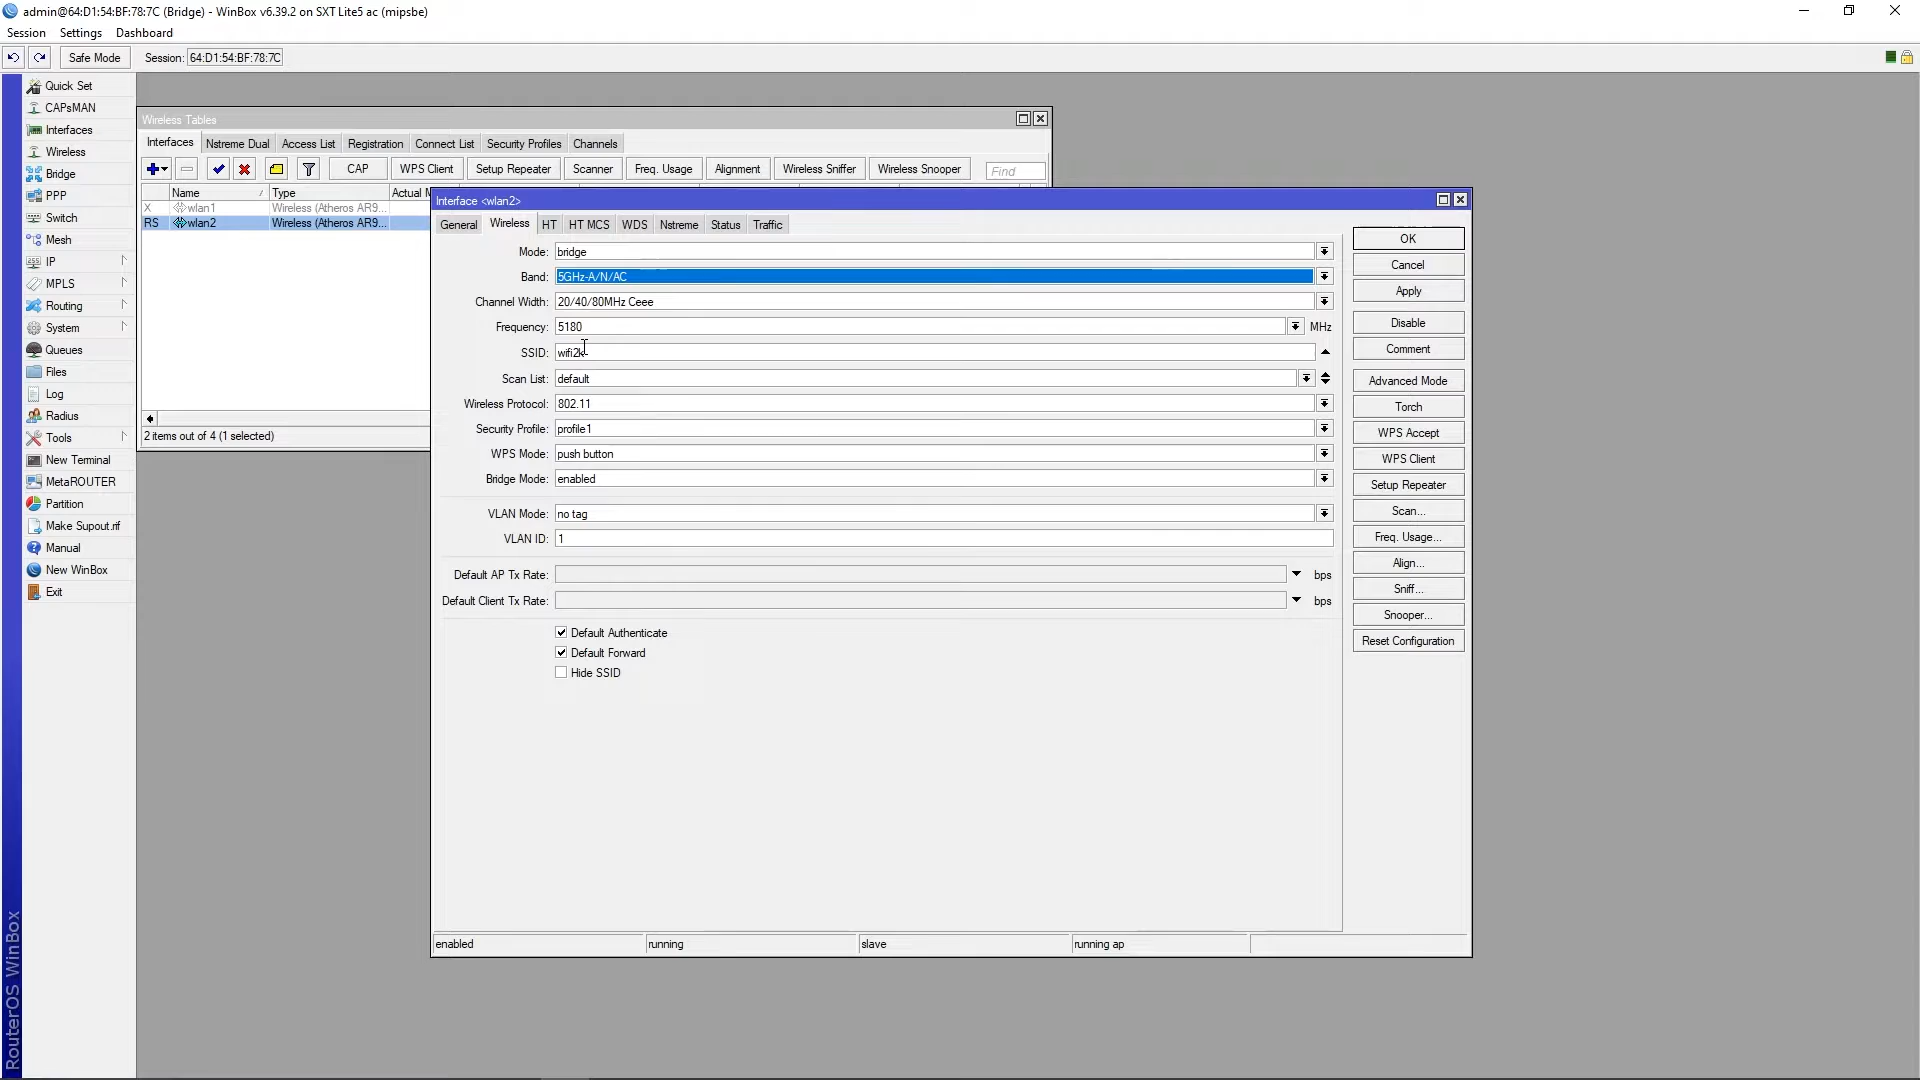 admin@64:D1:54:BF:78:7C (Bridge) - WinBox v6.39.2 on SXT Lite5 ac (mipsbe)
Session Settings Dashboard
Safe Mode Session: 64:D1:54:BF:78:7C
Quick Set
CAPsMAN
Interfaces
Wireless
Bridge
PPP
Switch
Mesh
IP
MPLS
Routing
System
Queues
Files
Log
Radius
Tools
New Terminal
MetaROUTER
Partition
Make Supout.rif
Manual
New WinBox
Exit
RouterOS WinBox
Wireless Tables
Interfaces Nstreme Dual Access List Registration Connect List Security Profiles Channels
CAP WPS Client Setup Repeater Scanner Freq. Usage Alignment Wireless Sniffer Wireless Snooper Find
Name / Type Actual M
X wlan1 Wireless (Atheros AR9...
RS wlan2 Wireless (Atheros AR9...
2 items out of 4 (1 selected)
Interface <wlan2>
General Wireless HT HT MCS WDS Nstreme Status Traffic
Mode: bridge
Band: 5GHz-A/N/AC
Channel Width: 20/40/80MHz Ceee
Frequency: 5180 MHz
SSID: wifi2k
Scan List: default
Wireless Protocol: 802.11
Security Profile: profile1
WPS Mode: push button
Bridge Mode: enabled
VLAN Mode: no tag
VLAN ID: 1
Default AP Tx Rate: bps
Default Client Tx Rate: bps
Default Authenticate
Default Forward
Hide SSID
OK
Cancel
Apply
Disable
Comment
Advanced Mode
Torch
WPS Accept
WPS Client
Setup Repeater
Scan...
Freq. Usage...
Align...
Sniff...
Snooper...
Reset Configuration
enabled running slave running ap